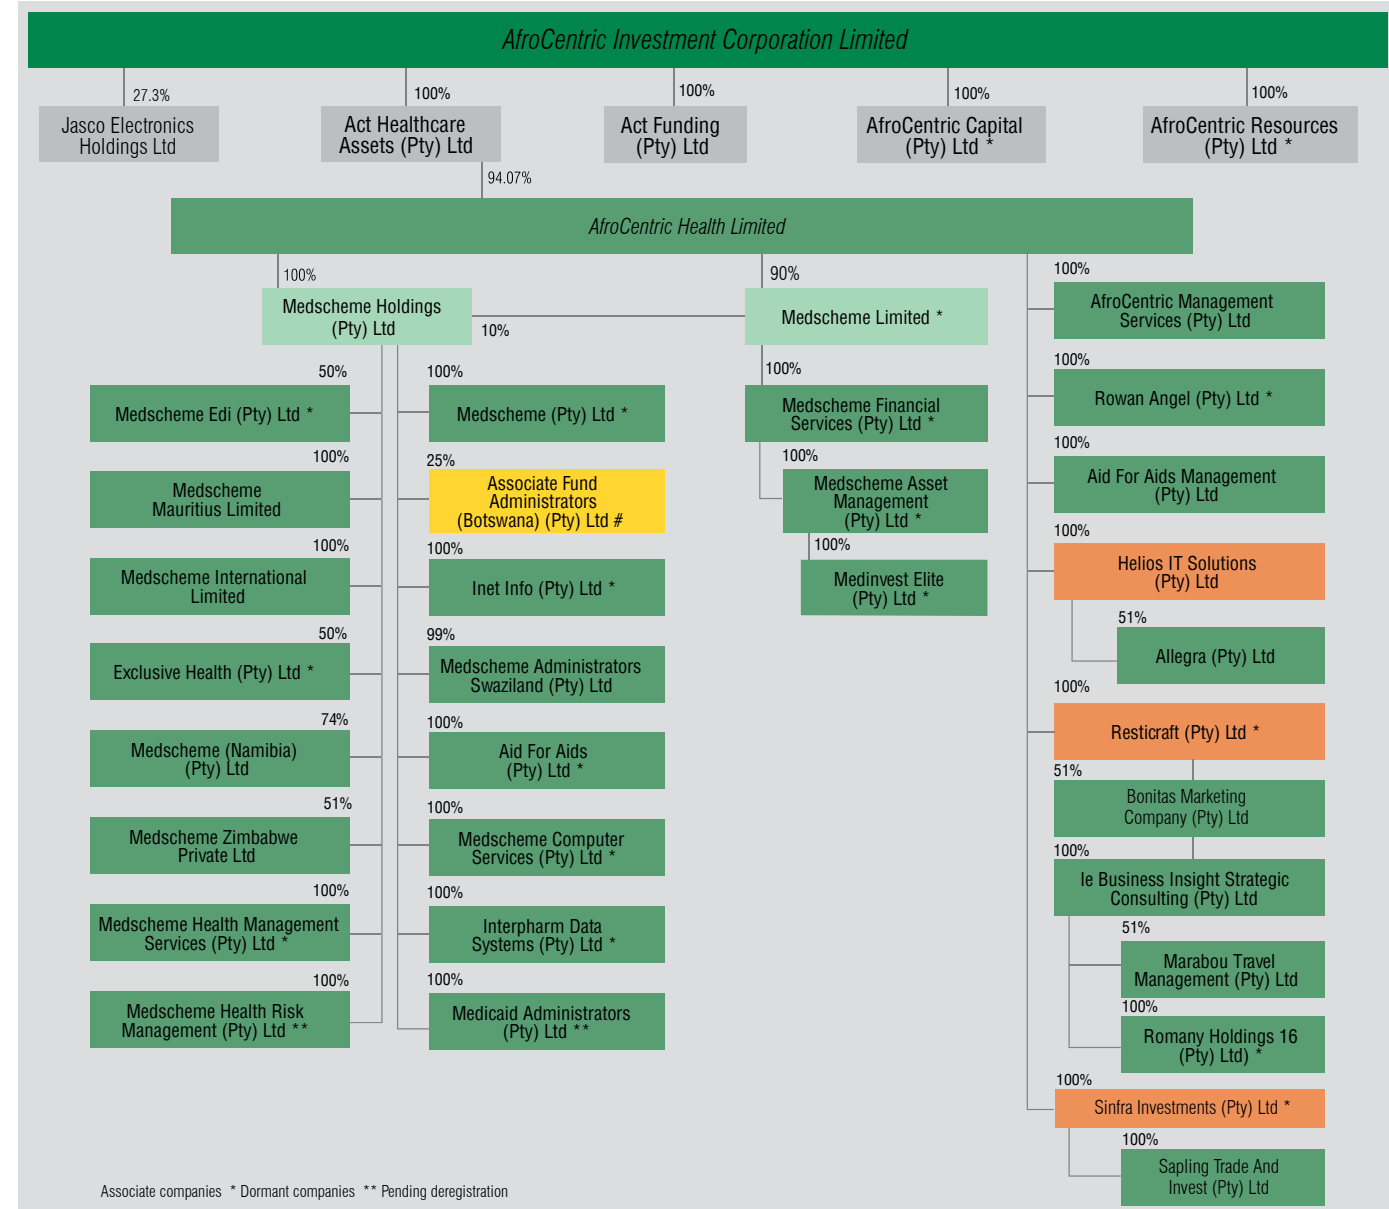 AfroCentric Investment Corporation Limited
27.3%
100%
100%
100%
100%
Jasco Electronics
Holdings Ltd
Act Healthcare
Assets (Pty) Ltd
Act Funding
(Pty) Ltd
AfroCentric Capital
(Pty) Ltd *
AfroCentric Resources
(Pty) Ltd *
94.07%
AfroCentric Health Limited
100%
Medscheme Holdings
(Pty) Ltd
10%
90%
Medscheme Limited *
50%
Medscheme Edi (Pty) Ltd *
100%
Medscheme
Mauritius Limited
100%
Medscheme International
Limited
50%
Exclusive Health (Pty) Ltd *
74%
Medscheme (Namibia)
(Pty) Ltd
51%
Medscheme Zimbabwe
Private Ltd
100%
Medscheme Health Management
Services (Pty) Ltd *
100%
Medscheme Health Risk
Management (Pty) Ltd **
100%
Medscheme (Pty) Ltd *
25%
Associate Fund
Administrators
(Botswana) (Pty) Ltd #
100%
Inet Info (Pty) Ltd *
99%
Medscheme Administrators
Swaziland (Pty) Ltd
100%
Aid For Aids
(Pty) Ltd *
100%
Medscheme Computer
Services (Pty) Ltd *
100%
Interpharm Data
Systems (Pty) Ltd *
100%
Medicaid Administrators
(Pty) Ltd **
100%
Medscheme Financial
Services (Pty) Ltd *
100%
Medscheme Asset
Management
(Pty) Ltd *
100%
Medinvest Elite
(Pty) Ltd *
100%
AfroCentric Management
Services (Pty) Ltd
100%
Rowan Angel (Pty) Ltd *
100%
Aid For Aids Management
(Pty) Ltd
100%
Helios IT Solutions
(Pty) Ltd
51%
Allegra (Pty) Ltd
100%
Resticraft (Pty) Ltd *
51%
Bonitas Marketing
Company (Pty) Ltd
100%
Ie Business Insight Strategic
Consulting (Pty) Ltd
51%
Marabou Travel
Management (Pty) Ltd
100%
Romany Holdings 16
(Pty) Ltd) *
100%
Sinfra Investments (Pty) Ltd *
100%
Sapling Trade And
Invest (Pty) Ltd
Associate companies * Dormant companies ** Pending deregistration